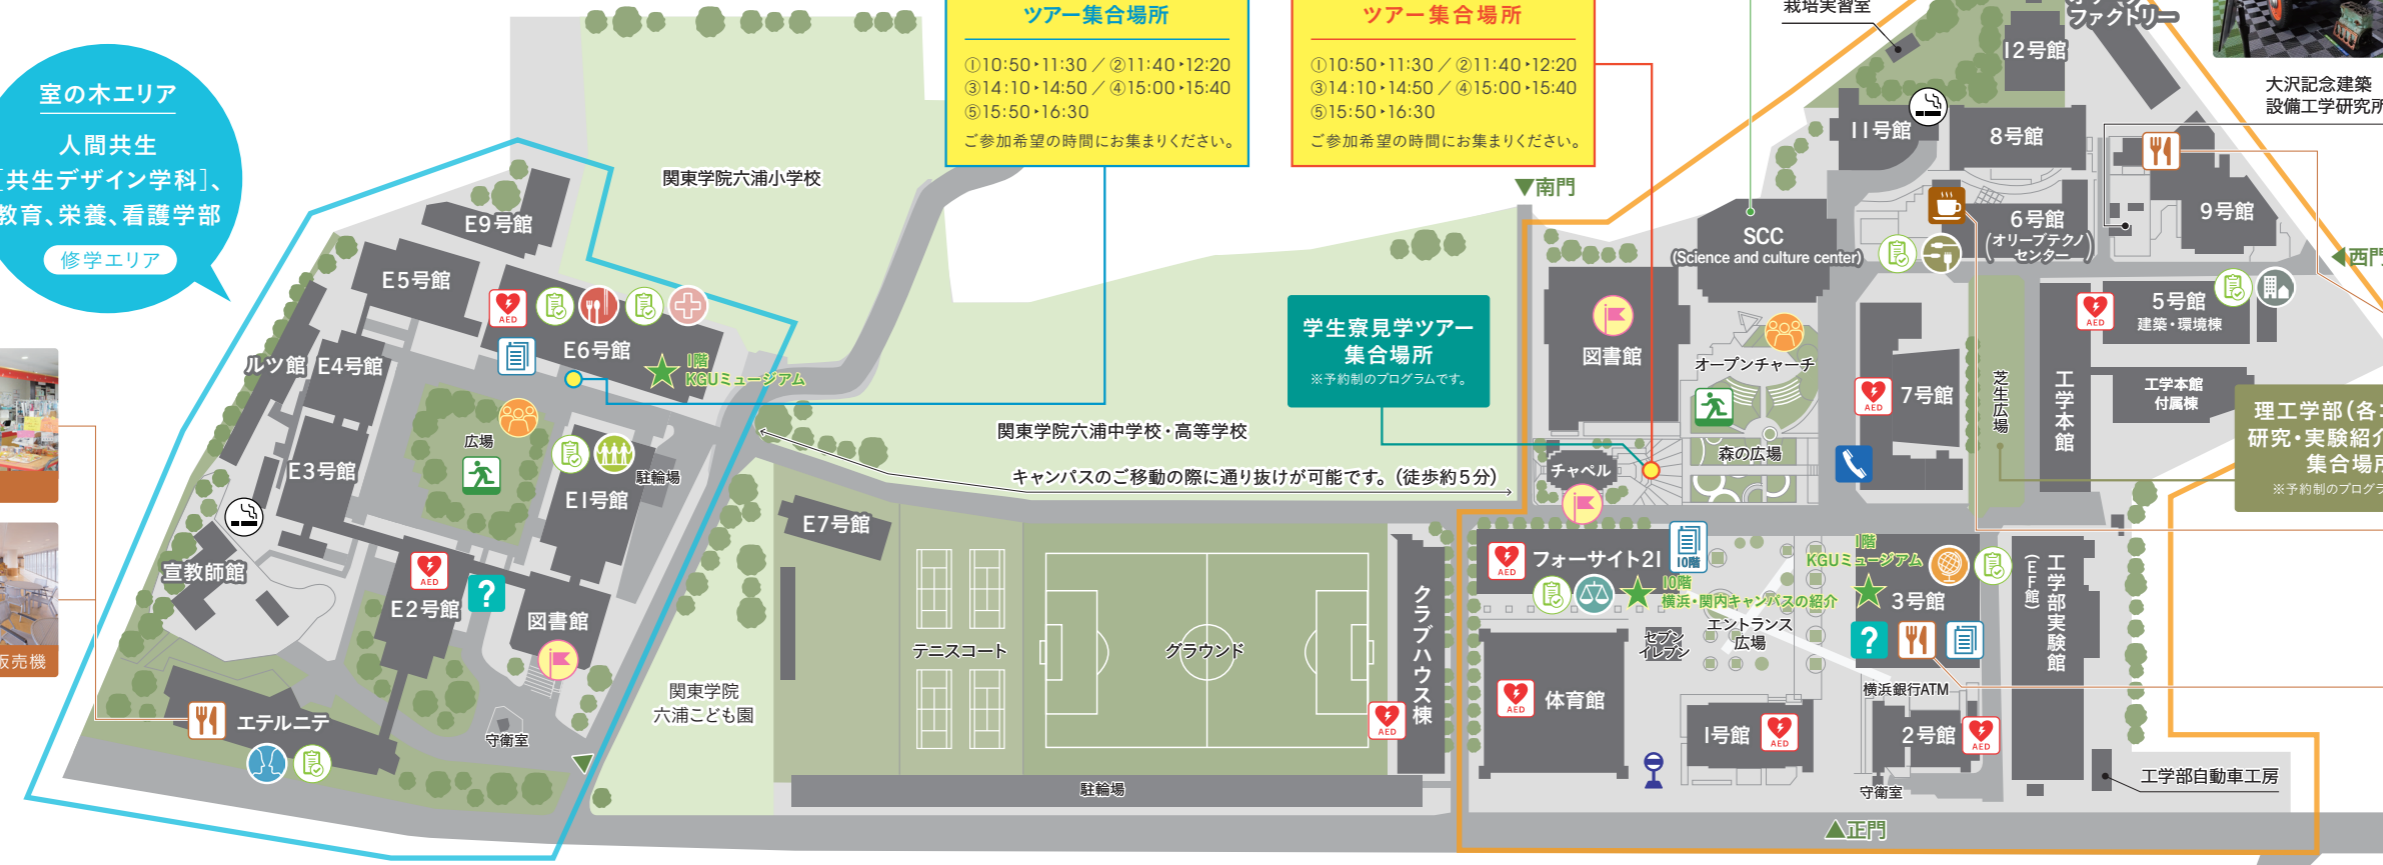 室の木エリア
人間共生
[共生デザイン学科]、
教育、栄養、看護学部
修学エリア
ツアー集合場所
①10:50▸11:30 / ②11:40▸12:20
③14:10▸14:50 / ④15:00▸15:40
⑤15:50▸16:30
ご参加希望の時間にお集まりください。
ツアー集合場所
①10:50▸11:30 / ②11:40▸12:20
③14:10▸14:50 / ④15:00▸15:40
⑤15:50▸16:30
ご参加希望の時間にお集まりください。
栽培実習室
ファクトリー
12号館
大沢記念建築
設備工学研究所
11号館
8号館
関東学院六浦小学校
▼南門
E9号館
SCC
(Science and culture center)
6号館
(オリーブテクノ
センター)
9号館
◀西門
E5号館
AED
E6号館
1階
KGUミュージアム
ルツ館
E4号館
学生寮見学ツアー
集合場所
※予約制のプログラムです。
図書館
オープンチャーチ
AED
7号館
芝生広場
工学本館
AED
5号館
建築・環境棟
工学本館
付属棟
理工学部(各コ
研究・実験紹介
集合場所
※予約制のプログラ
広場
E3号館
E1号館
駐輪場
関東学院六浦中学校・高等学校
キャンパスのご移動の際に通り抜けが可能です。(徒歩約5分)
チャペル
森の広場
E7号館
宣教師館
AED
E2号館
?
図書館
AED
フォーサイト21
10階
10階
横浜・関内キャンパスの紹介
1階
KGUミュージアム
3号館
?
工学部実験館
(EF館)
テニスコート
グラウンド
クラブハウス棟
AED
セブン
イレブン
エントランス
広場
関東学院
六浦こども園
AED
体育館
横浜銀行ATM
1号館
AED
2号館
AED
販売機
エテルニテ
守衛室
駐輪場
守衛室
工学部自動車工房
▲正門